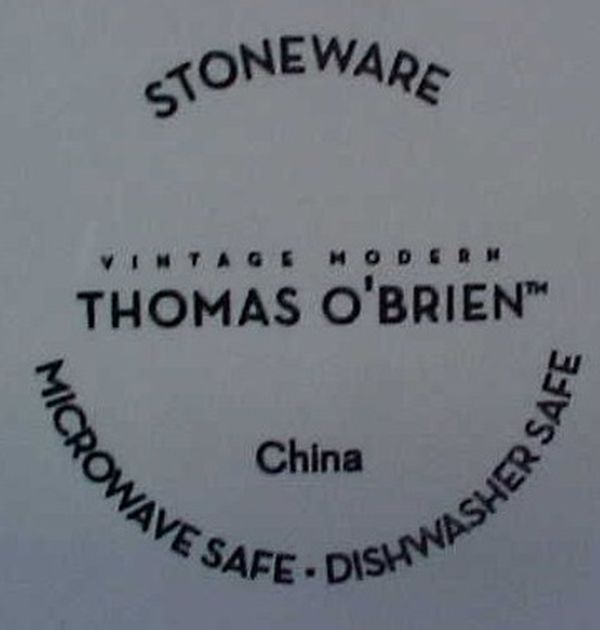 STONEWARE
VINTAGE MODERN
THOMAS O'BRIEN™
China
MICROWAVE SAFE · DISHWASHER SAFE